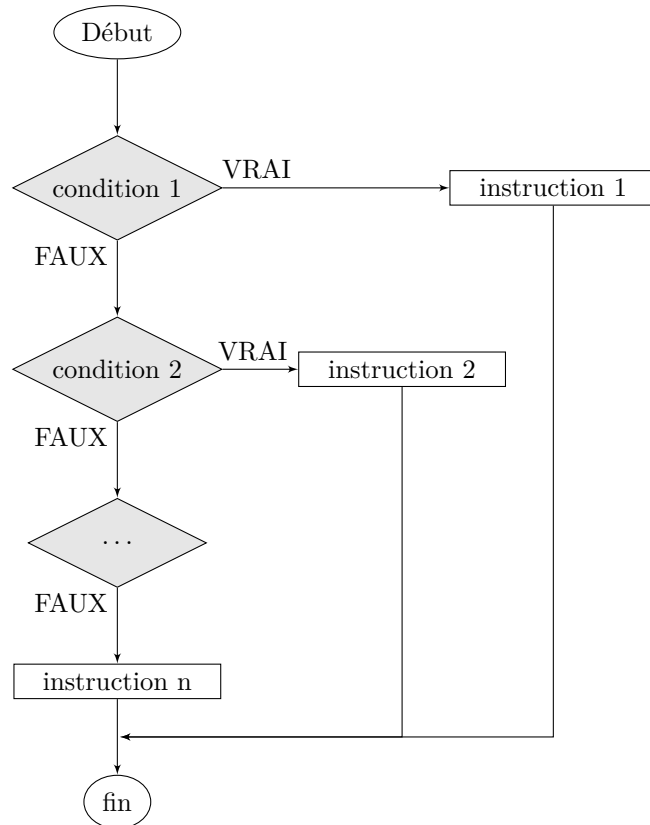 Début
condition 1
VRAI
instruction 1
FAUX
condition 2
VRAI
instruction 2
FAUX
...
FAUX
instruction n
fin